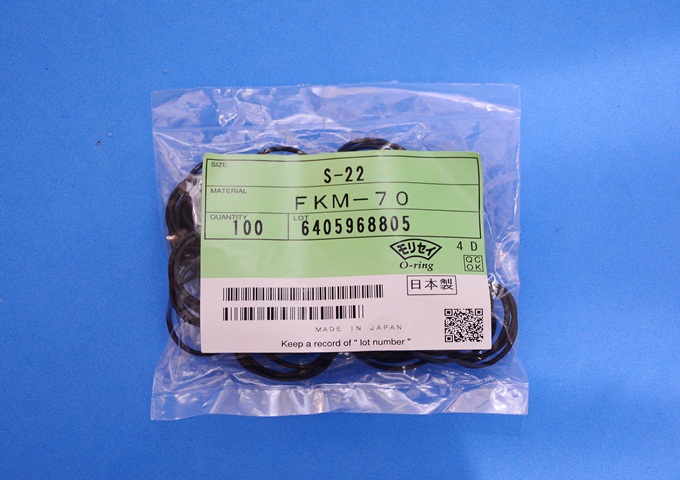 SIZE
S-22
MATERIAL
FKM-70
QUANTITY
100
LOT
6405968805
モリセイ
O-ring
4 D
QC
OK
日本製
MADE IN JAPAN
Keep a record of " lot number "